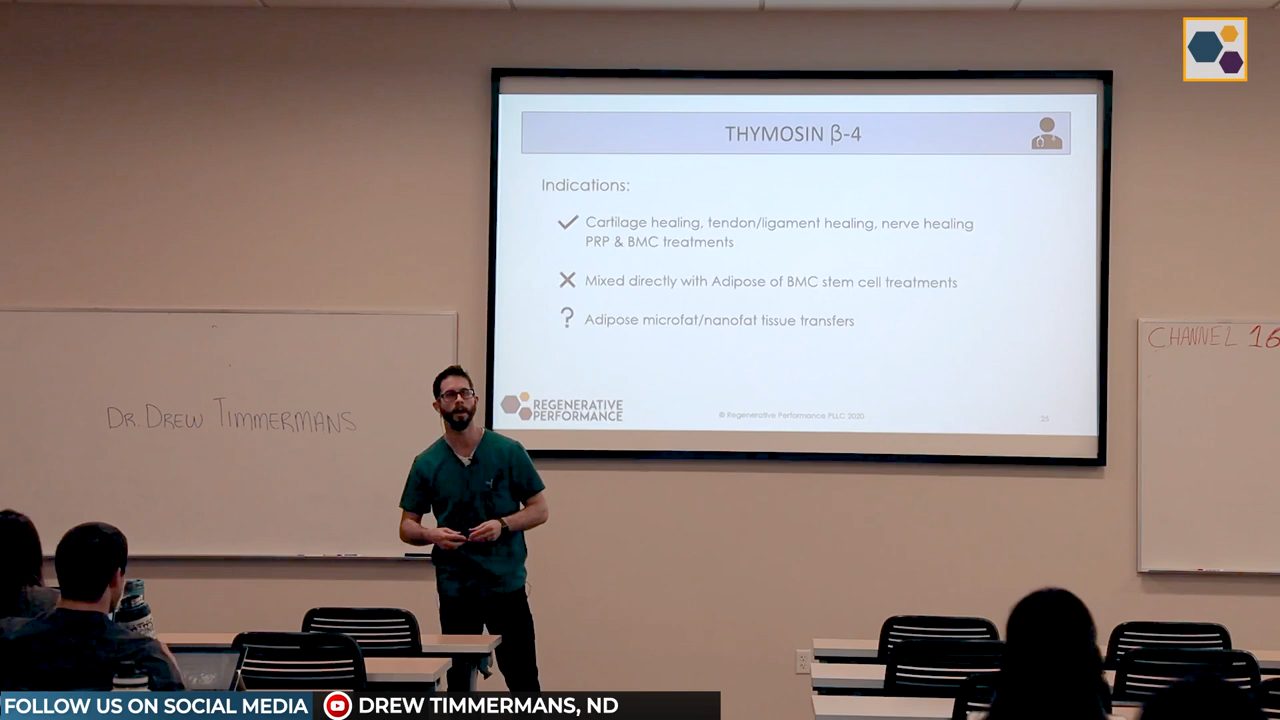 THYMOSIN β-4
Indications:
Cartilage healing, tendon/ligament healing, nerve healing
PRP & BMC treatments
Mixed directly with Adipose of BMC stem cell treatments
? Adipose microfat/nanofat tissue transfers
REGENERATIVE
PERFORMANCE
© Regenerative Performance PLLC 2020
25
CHANNEL 16
DR. DREW TIMMERMANS
FOLLOW US ON SOCIAL MEDIA
DREW TIMMERMANS, ND